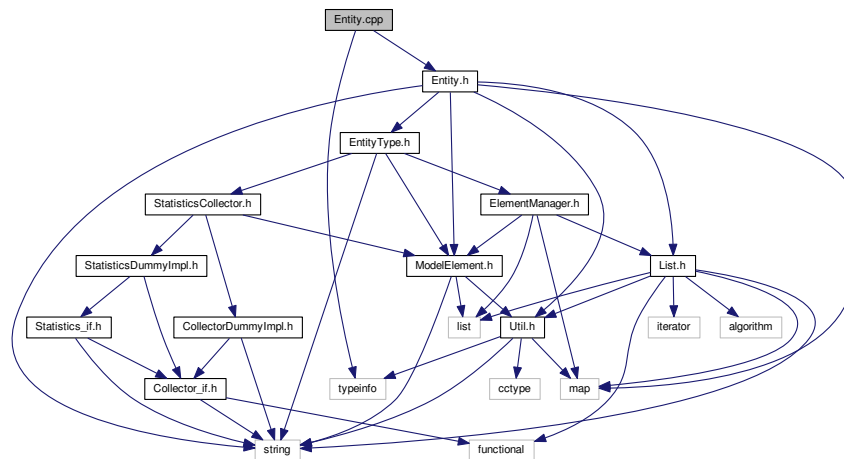 Entity.cpp
Entity.h
EntityType.h
StatisticsCollector.h
ElementManager.h
StatisticsDummyImpl.h
ModelElement.h
List.h
Statistics_if.h
CollectorDummyImpl.h
list
Util.h
iterator
algorithm
Collector_if.h
typeinfo
cctype
map
string
functional